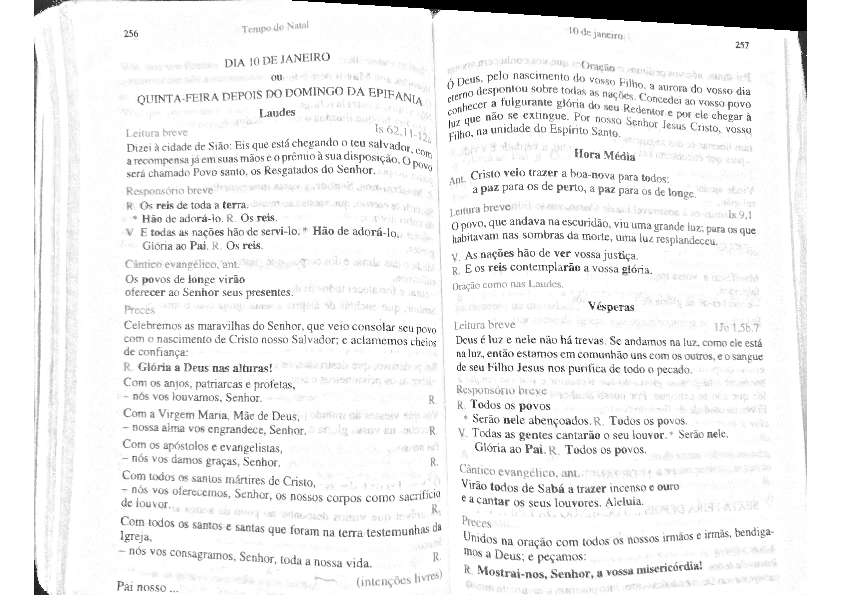 256
Tempo do Natal
DIA 10 DE JANEIRO
ou
QUINTA-FEIRA DEPOIS DO DOMINGO DA EPIFANIA
Laudes
Leitura breve
Is 62,11-12a
Dizei à cidade de Sião: Eis que está chegando o teu salvador, com
a recompensa já em suas mãos e o prêmio à sua disposição. O povo
será chamado Povo santo, os Resgatados do Senhor.
Responsório breve
R. Os reis de toda a terra.
* Hão de adorá-lo. R. Os reis.
V. E todas as nações hão de servi-lo. * Hão de adorá-lo.
Glória ao Pai. R. Os reis.
Cântico evangélico, ant.
Os povos de longe virão
oferecer ao Senhor seus presentes.
Preces
Celebremos as maravilhas do Senhor, que veio consolar seu povo
com o nascimento de Cristo nosso Salvador; e aclamemos cheios
de confiança:
R. Glória a Deus nas alturas!
Com os anjos, patriarcas e profetas,
– nós vos louvamos, Senhor. R.
Com a Virgem Maria, Mãe de Deus,
– nossa alma vos engrandece, Senhor. R.
Com os apóstolos e evangelistas,
– nós vos damos graças, Senhor. R.
Com todos os santos mártires de Cristo,
– nós vos oferecemos, Senhor, os nossos corpos como sacrifício
de louvor. R.
Com todos os santos e santas que foram na terra testemunhas da
Igreja,
– nós vos consagramos, Senhor, toda a nossa vida. R.
(intenções livres)
Pai nosso ...
10 de janeiro
257
Oração
Ó Deus, pelo nascimento do vosso Filho, a aurora do vosso dia
eterno despontou sobre todas as nações. Concedei ao vosso povo
conhecer a fulgurante glória do seu Redentor e por ele chegar à
luz que não se extingue. Por nosso Senhor Jesus Cristo, vosso
Filho, na unidade do Espírito Santo.
Hora Média
Ant. Cristo veio trazer a boa-nova para todos:
a paz para os de perto, a paz para os de longe.
Leitura breve
Is 9,1
O povo, que andava na escuridão, viu uma grande luz; para os que
habitavam nas sombras da morte, uma luz resplandeceu.
V. As nações hão de ver vossa justiça.
R. E os reis contemplarão a vossa glória.
Oração como nas Laudes.
Vésperas
Leitura breve
1Jo 1,5b.7
Deus é luz e nele não há trevas. Se andamos na luz, como ele está
na luz, então estamos em comunhão uns com os outros, e o sangue
de seu Filho Jesus nos purifica de todo o pecado.
Responsório breve
R. Todos os povos
* Serão nele abençoados. R. Todos os povos.
V. Todas as gentes cantarão o seu louvor. * Serão nele.
Glória ao Pai. R. Todos os povos.
Cântico evangélico, ant.
Virão todos de Sabá a trazer incenso e ouro
e a cantar os seus louvores. Aleluia.
Preces
Unidos na oração com todos os nossos irmãos e irmãs, bendiga-
mos a Deus; e peçamos:
R. Mostrai-nos, Senhor, a vossa misericórdia!